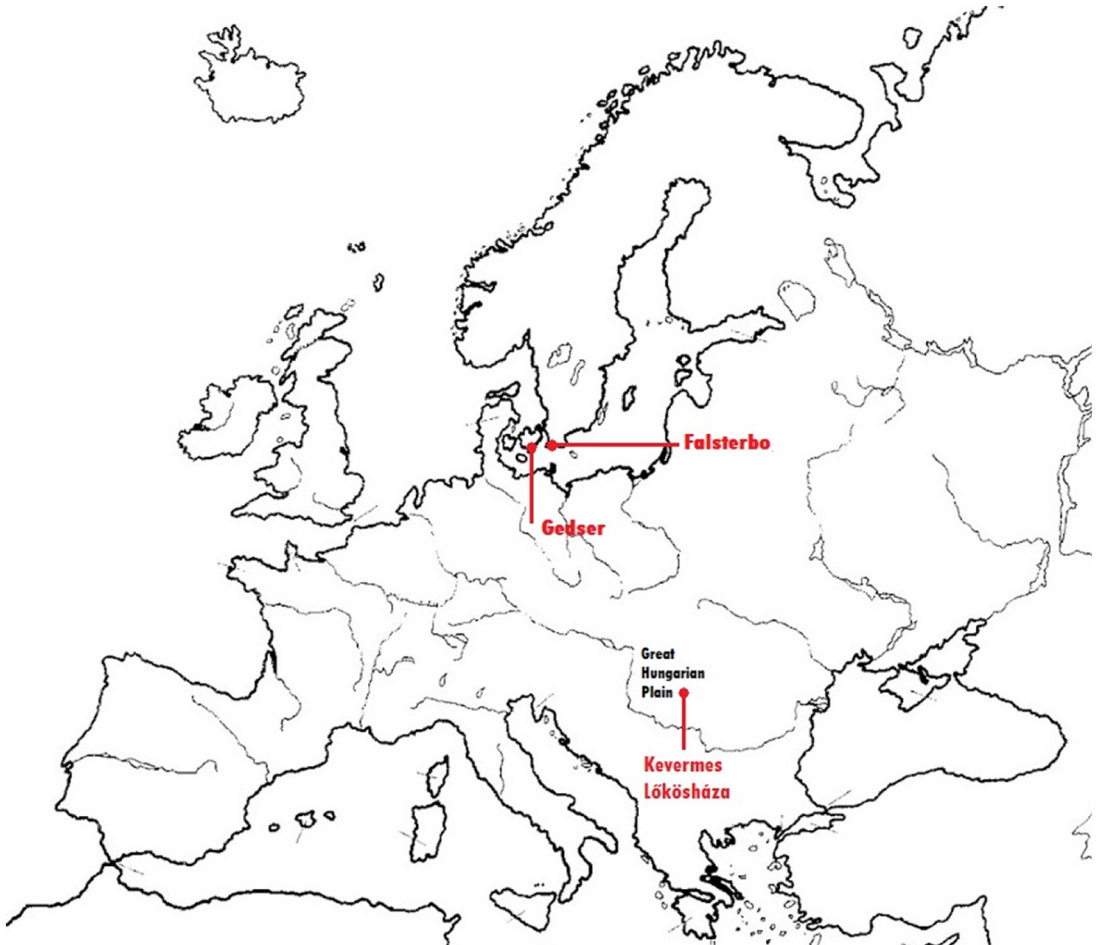 Falsterbo
Gedser
Great
Hungarian
Plain
Kevermes
Lőkösháza